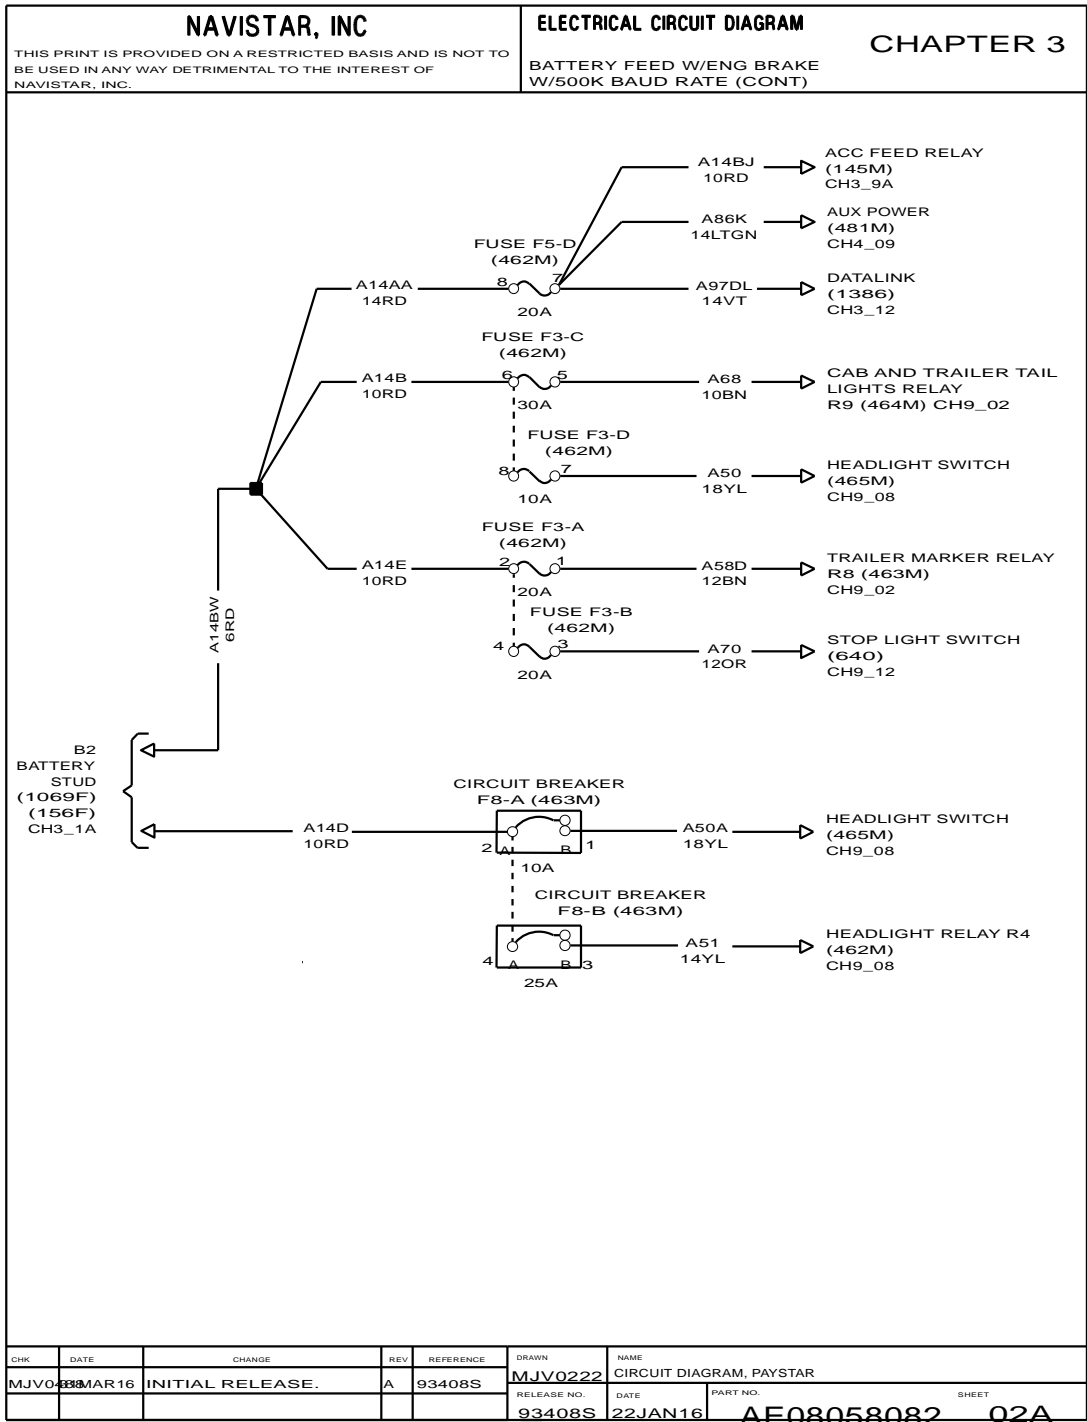 NAVISTAR, INC
THIS PRINT IS PROVIDED ON A RESTRICTED BASIS AND IS NOT TO
BE USED IN ANY WAY DETRIMENTAL TO THE INTEREST OF
NAVISTAR, INC.
ELECTRICAL CIRCUIT DIAGRAM
BATTERY FEED W/ENG BRAKE
W/500K BAUD RATE (CONT)
CHAPTER 3
A14BJ
10RD
ACC FEED RELAY
(145M)
CH3_9A
A86K
14LTGN
AUX POWER
(481M)
CH4_09
FUSE F5-D
(462M)
A14AA
14RD
8
7
20A
A97DL
14VT
DATALINK
(1386)
CH3_12
FUSE F3-C
(462M)
A14B
10RD
6
5
30A
A68
10BN
CAB AND TRAILER TAIL
LIGHTS RELAY
R9 (464M) CH9_02
FUSE F3-D
(462M)
8
7
10A
A50
18YL
HEADLIGHT SWITCH
(465M)
CH9_08
FUSE F3-A
(462M)
A14E
10RD
2
1
20A
A58D
12BN
TRAILER MARKER RELAY
R8 (463M)
CH9_02
FUSE F3-B
(462M)
4
3
20A
A70
12OR
STOP LIGHT SWITCH
(640)
CH9_12
A14BW
6RD
B2
BATTERY
STUD
(1069F)
(156F)
CH3_1A
A14D
10RD
CIRCUIT BREAKER
F8-A (463M)
2
A
B
1
10A
A50A
18YL
HEADLIGHT SWITCH
(465M)
CH9_08
CIRCUIT BREAKER
F8-B (463M)
4
A
B
3
25A
A51
14YL
HEADLIGHT RELAY R4
(462M)
CH9_08
CHK
DATE
CHANGE
REV
REFERENCE
MAR16
INITIAL RELEASE.
A
93408S
DRAWN
MJV0222
NAME
CIRCUIT DIAGRAM, PAYSTAR
RELEASE NO.
93408S
DATE
22JAN16
PART NO.
AE08058082
SHEET
02A